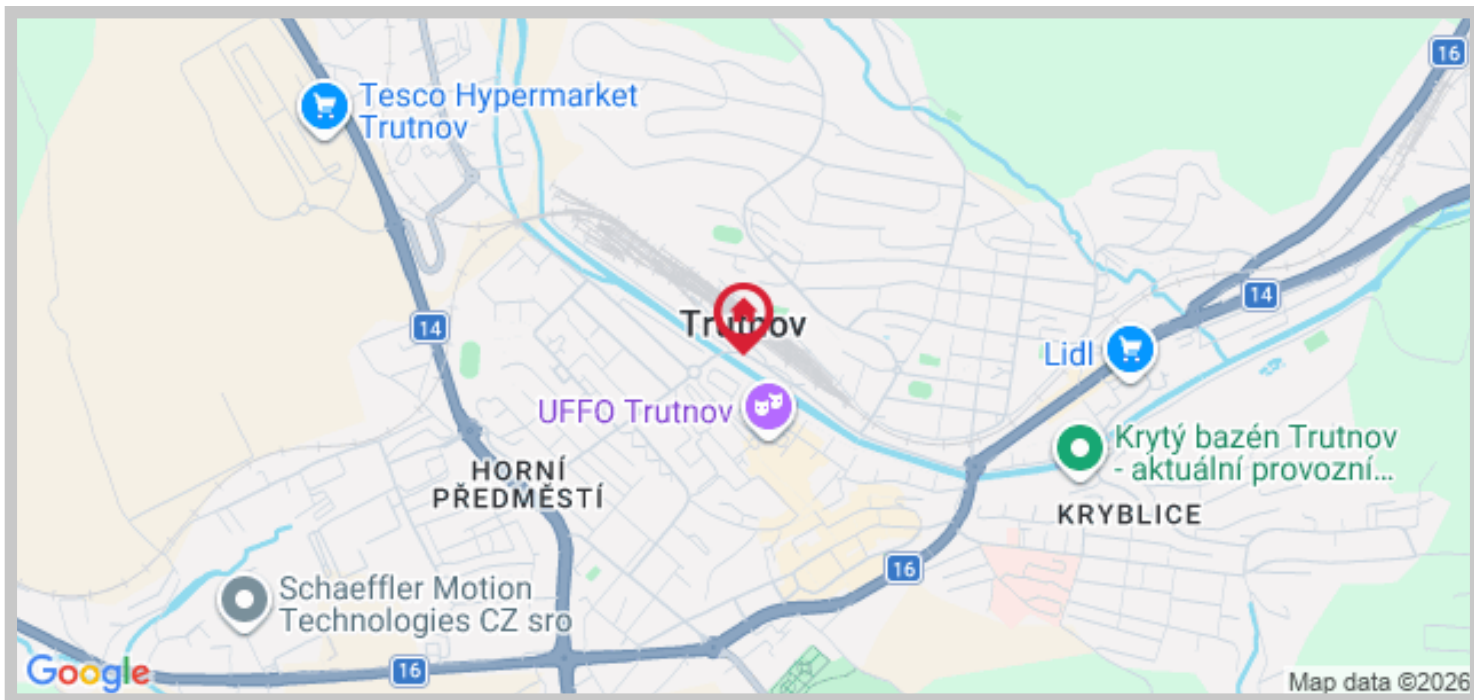 16
Tesco Hypermarket
Trutnov
14
14
Trutnov
Lidl
UFFO Trutnov
Krytý bazén Trutnov
- aktuální provozní...
HORNÍ
PŘEDMĚSTÍ
KRYBLICE
16
Schaeffler Motion
Technologies CZ sro
Google
16
Map data ©2026